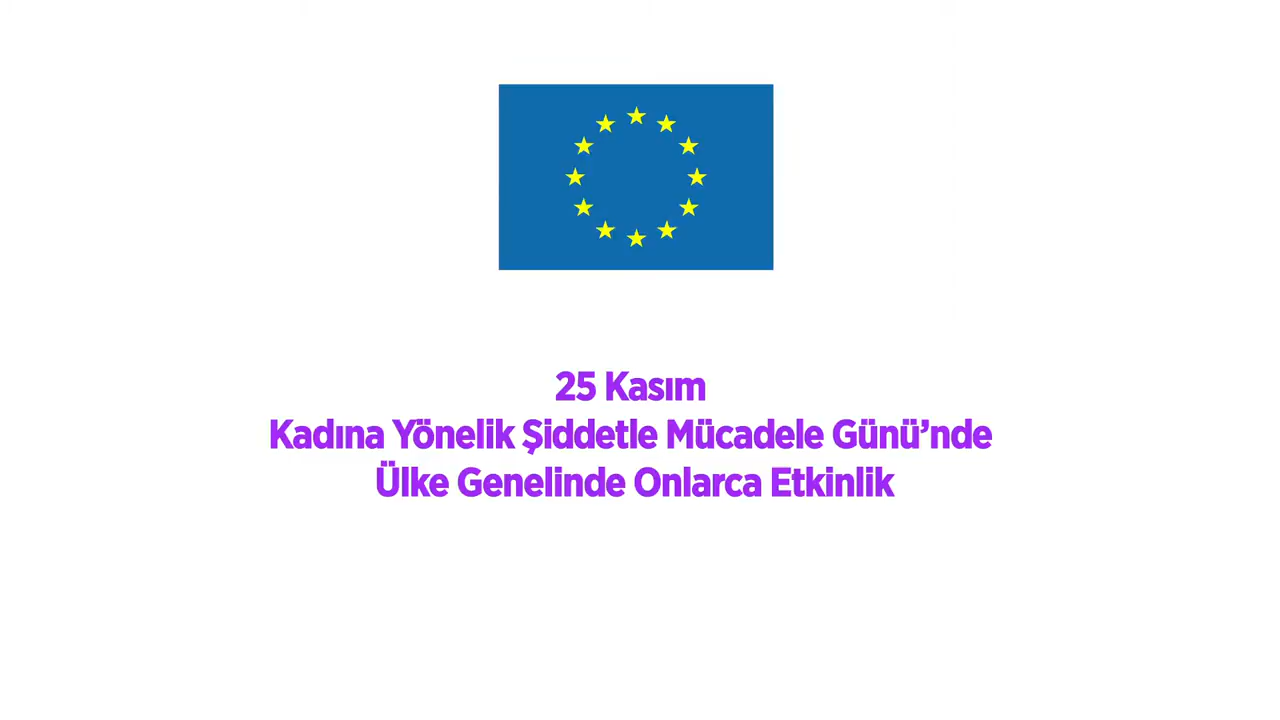 25 Kasım
Kadına Yönelik Şiddetle Mücadele Günü’nde
Ülke Genelinde Onlarca Etkinlik